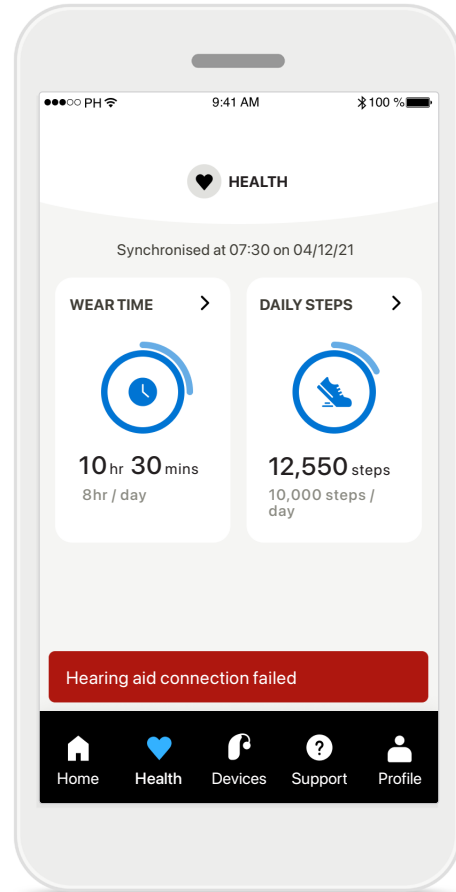 PH 9:41 AM 100 %
HEALTH
Synchronised at 07:30 on 04/12/21
WEAR TIME
10 hr 30 mins
8hr / day
DAILY STEPS
12,550 steps
10,000 steps /
day
Hearing aid connection failed
Home Health Devices Support Profile